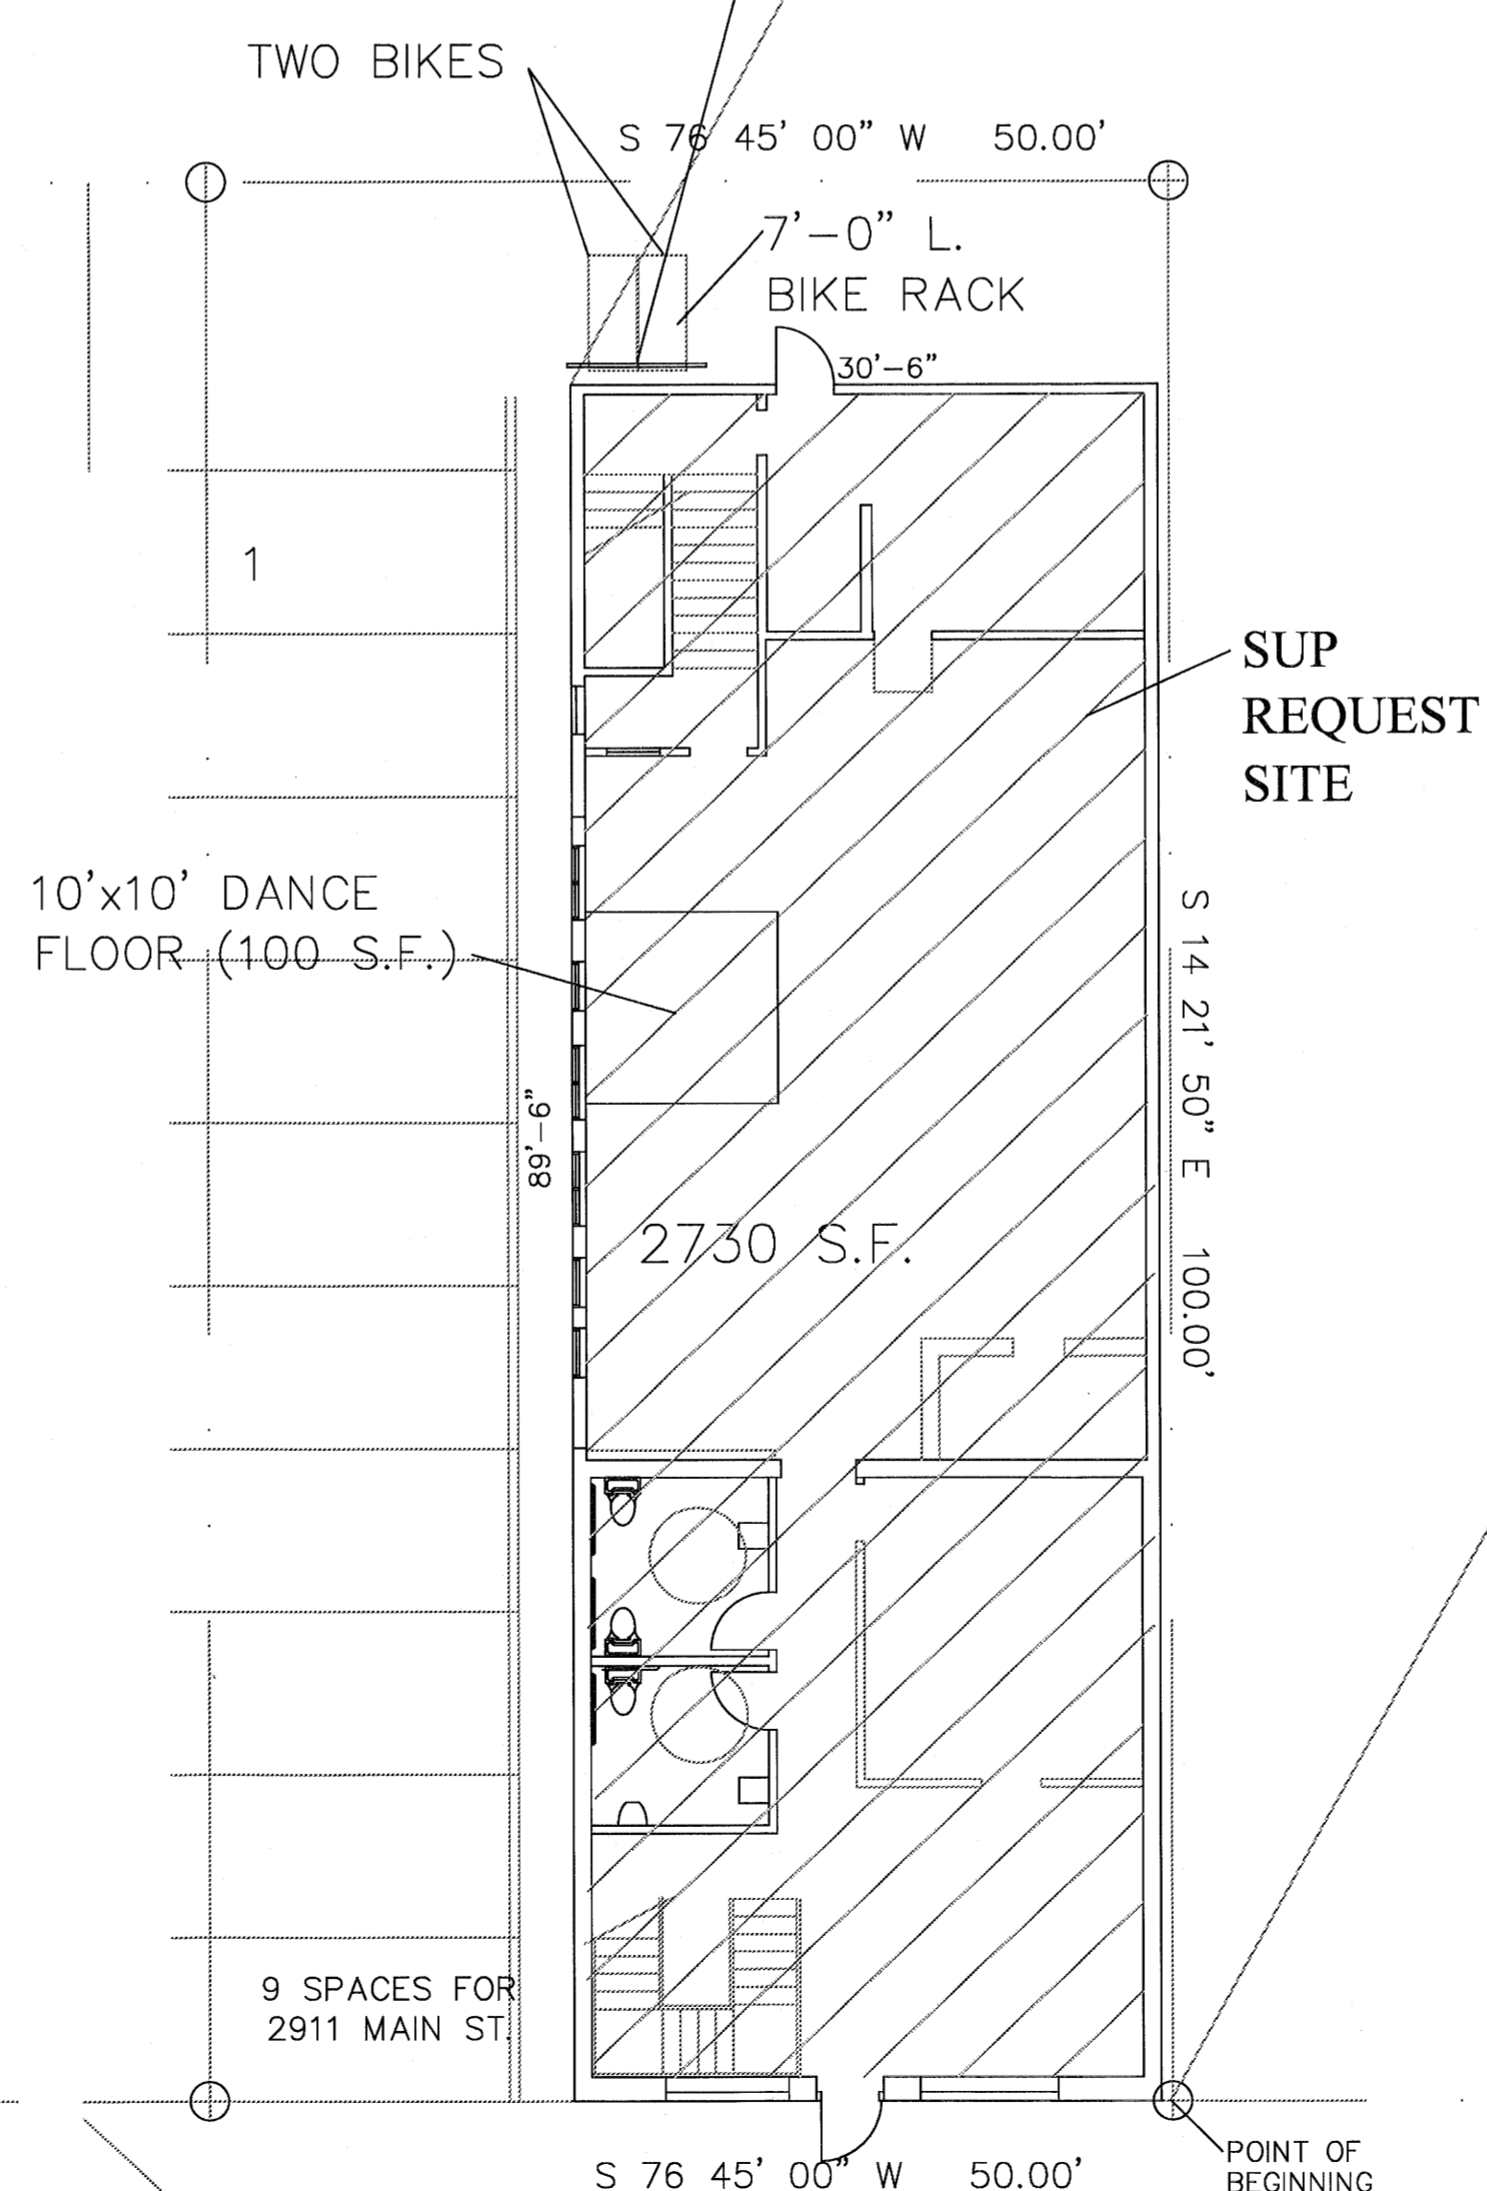 TWO BIKES
S 76 45' 00" W 50.00'
7'-0" L.
BIKE RACK
30'-6"
1
SUP
REQUEST
SITE
10'x10' DANCE
FLOOR (100 S.F.)
S 14 21' 50" E 100.00'
89'-6"
2730 S.F.
9 SPACES FOR
2911 MAIN ST.
S 76 45' 00" W 50.00'
POINT OF
BEGINNING